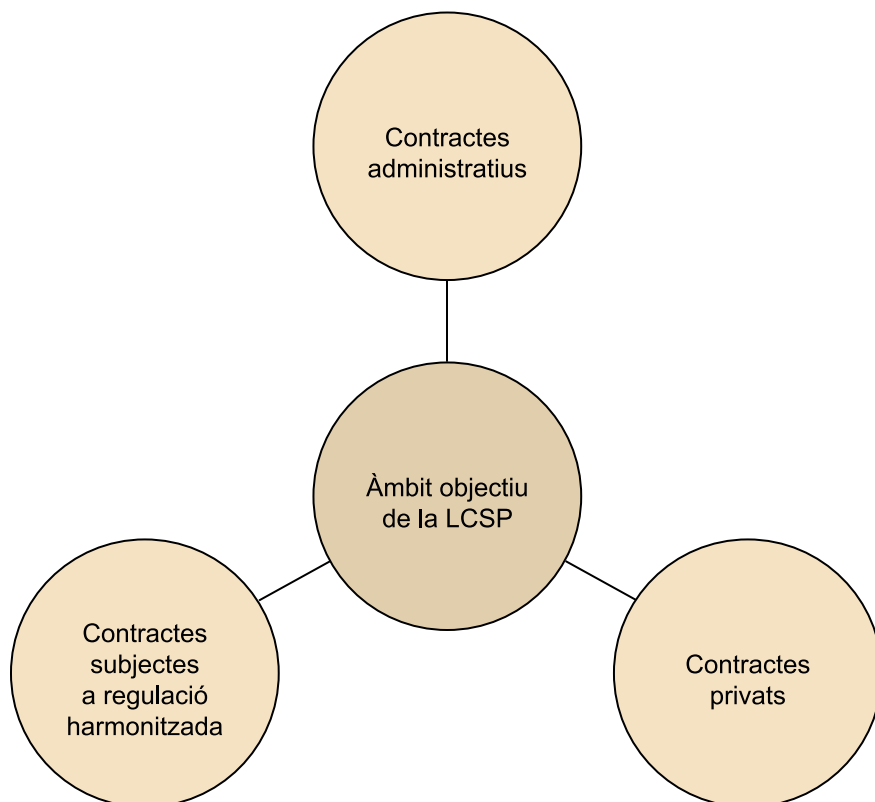 Contractes
administratius
Àmbit objectiu
de la LCSP
Contractes
subjectes
a regulació
harmonitzada
Contractes
privats